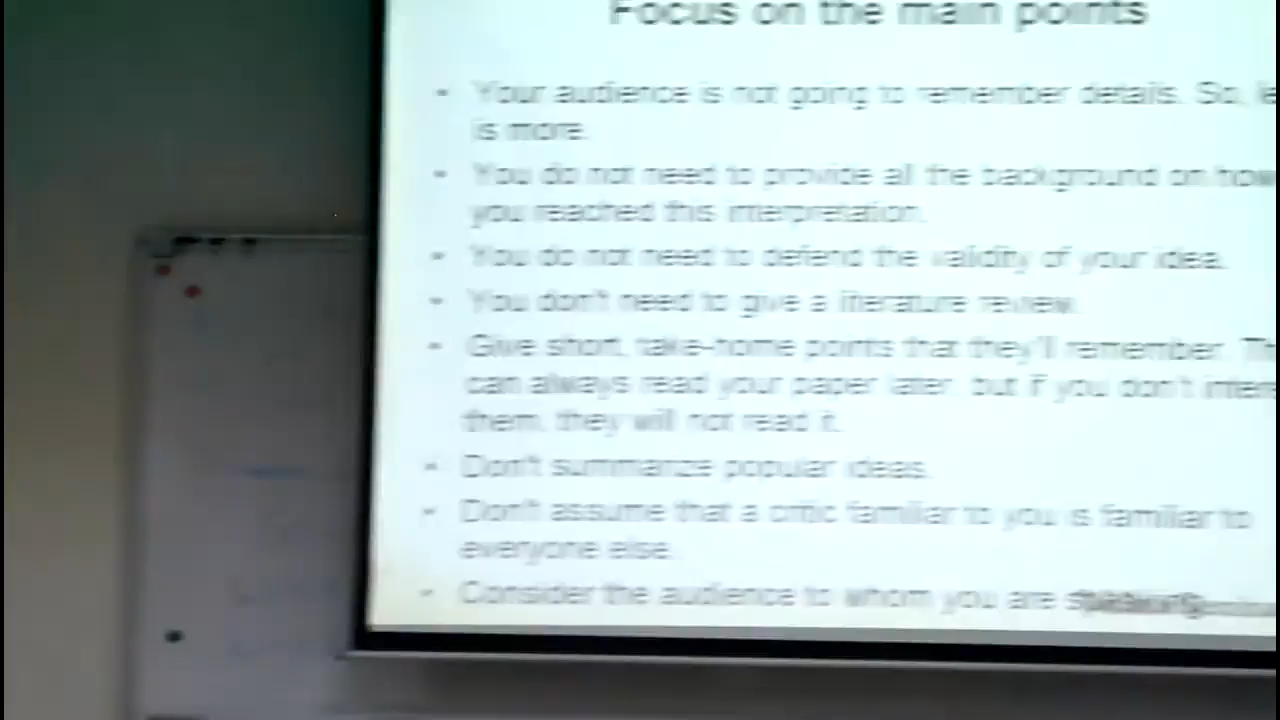 Focus on the main points
• Your audience is not going to remember details. So, le
is more.
• You do not need to provide all the background on how
you reached this interpretation.
• You do not need to defend the validity of your idea.
• You don't need to give a literature review.
• Give short, take-home points that they'll remember. Th
can always read your paper later, but if you don't intere
them, they will not read it.
• Don't summarize popular ideas.
• Don't assume that a critic familiar to you is familiar to
everyone else.
• Consider the audience to whom you are speaking.